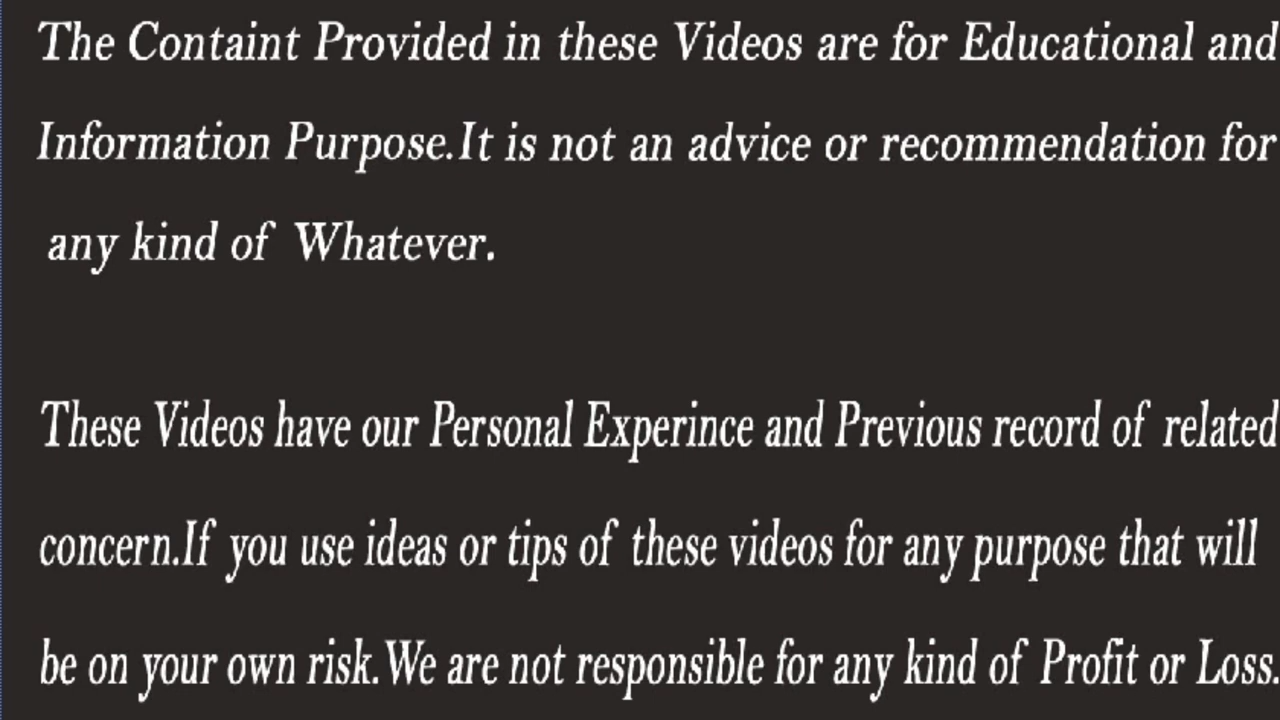 The Containt Provided in these Videos are for Educational and
Information Purpose.It is not an advice or recommendation for
any kind of Whatever.
These Videos have our Personal Experince and Previous record of related
concern.If you use ideas or tips of these videos for any purpose that will
be on your own risk.We are not responsible for any kind of Profit or Loss.